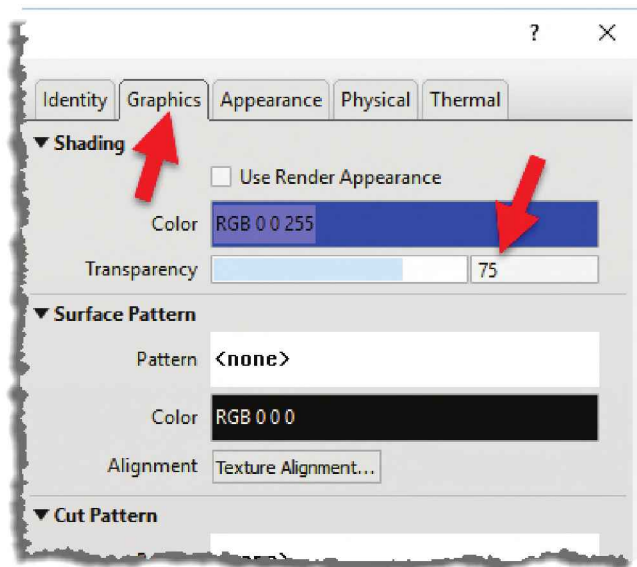 ? ×
Identity Graphics Appearance Physical Thermal
▼ Shading
Use Render Appearance
Color RGB 0 0 255
Transparency 75
▼ Surface Pattern
Pattern <none>
Color RGB 0 0 0
Alignment Texture Alignment...
▼ Cut Pattern